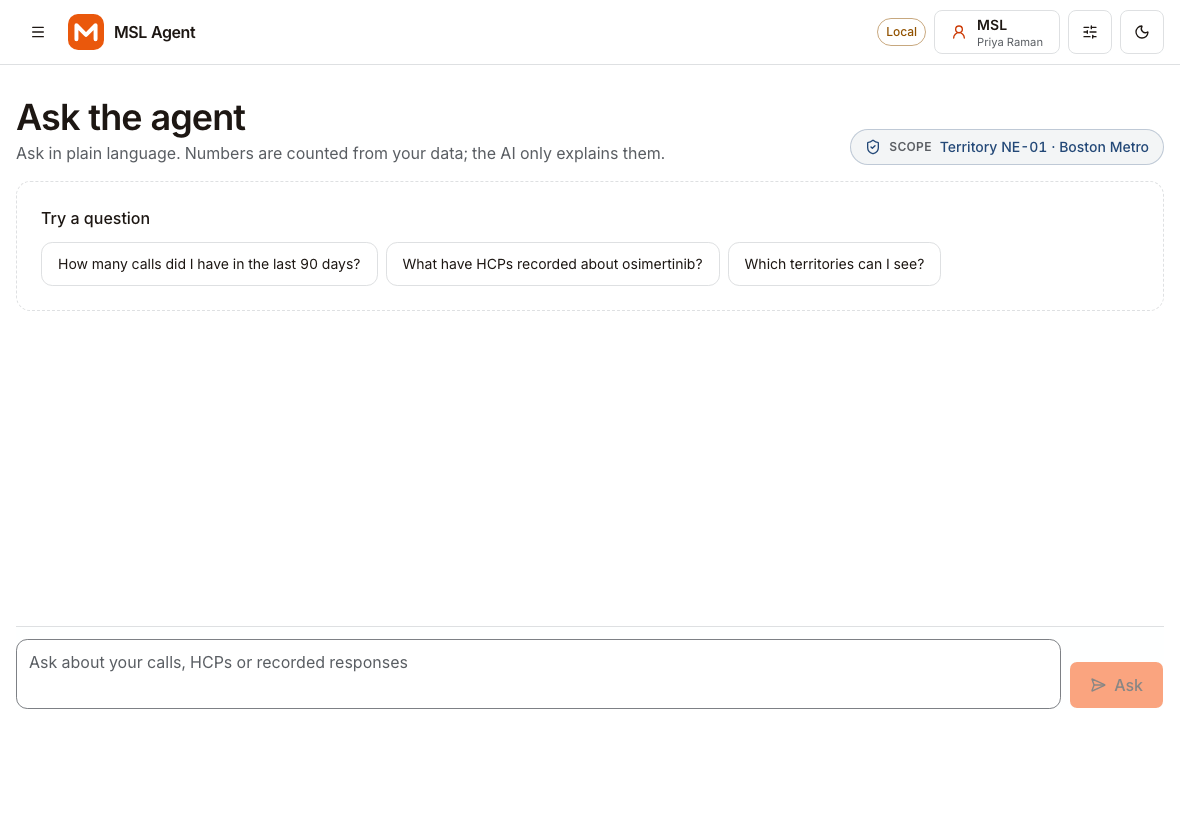 MSL Agent
Local
MSL
Priya Raman
Ask the agent
Ask in plain language. Numbers are counted from your data; the AI only explains them.
SCOPE Territory NE-01 · Boston Metro
Try a question
How many calls did I have in the last 90 days?
What have HCPs recorded about osimertinib?
Which territories can I see?
Ask about your calls, HCPs or recorded responses
Ask